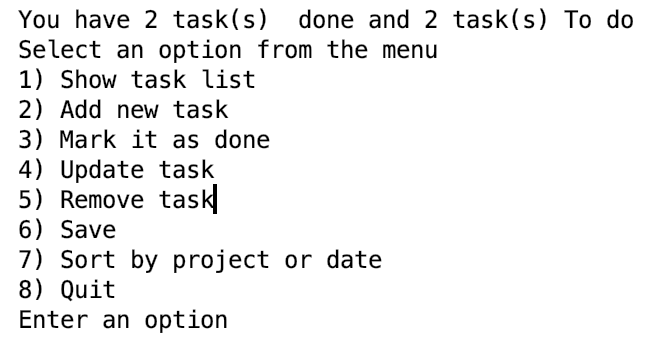 You have 2 task(s)  done and 2 task(s) To do
Select an option from the menu
1) Show task list
2) Add new task
3) Mark it as done
4) Update task
5) Remove task
6) Save
7) Sort by project or date
8) Quit
Enter an option